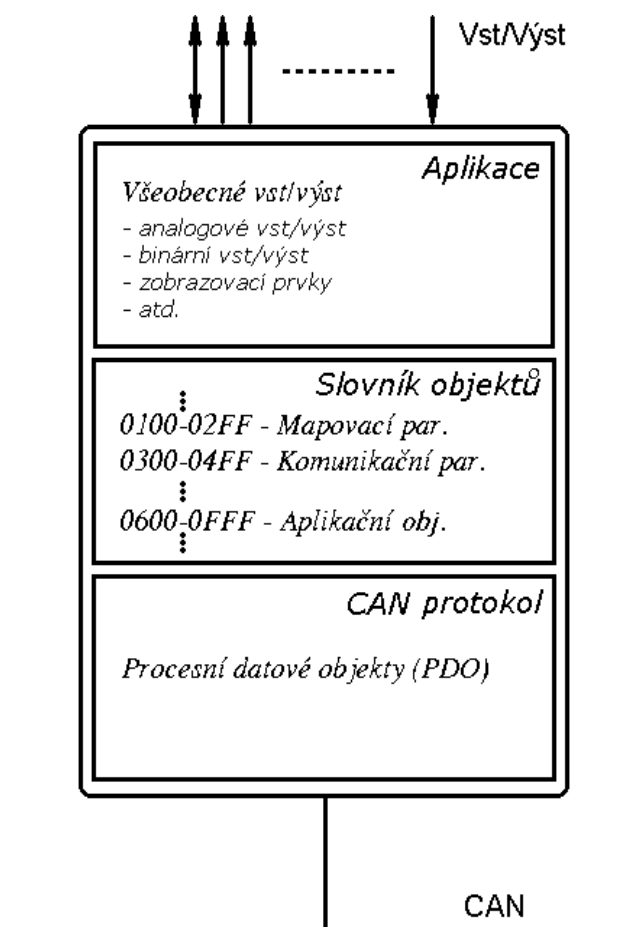 Vst/Výst
Aplikace
Všeobecné vst/výst
- analogové vst/výst
- binární vst/výst
- zobrazovací prvky
- atd.
Slovník objektů
0100-02FF - Mapovací par.
0300-04FF - Komunikační par.
0600-0FFF - Aplikační obj.
CAN protokol
Procesní datové objekty (PDO)
CAN